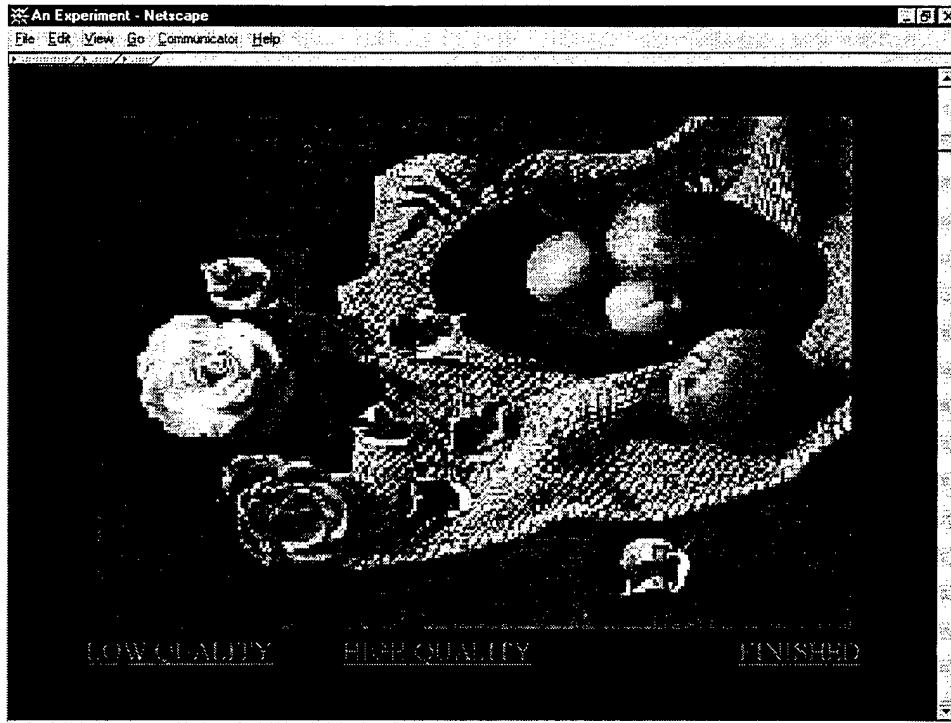 An Experiment - Netscape
File Edit View Go Communicator Help
LOW QUALITY HIGH QUALITY FINISHED